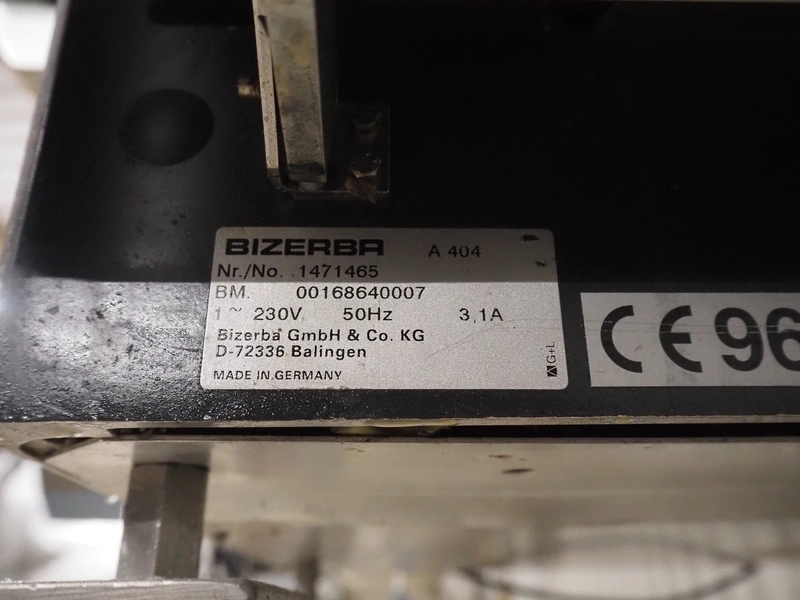 BIZERBA A 404
Nr./No. 1471465
BM. 00168640007
1~ 230V 50Hz 3,1A
Bizerba GmbH & Co. KG
D-72336 Balingen
MADE IN GERMANY
G+L
CE 96